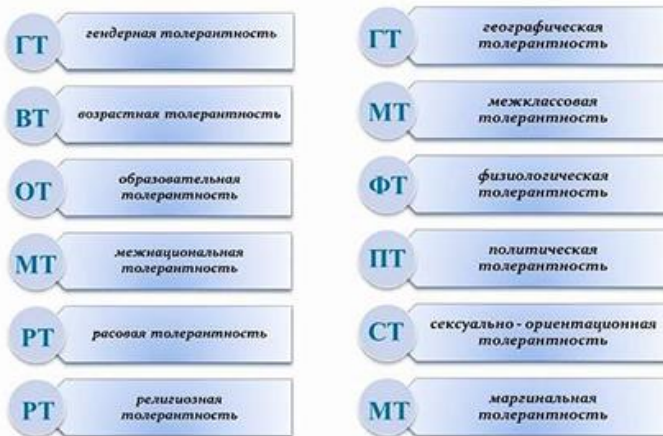 ГТ
гендерная толерантность
ВТ
возрастная толерантность
ОТ
образовательная
толерантность
МТ
межнациональная
толерантность
РТ
расовая толерантность
РТ
религиозная
толерантность
ГТ
географическая
толерантность
МТ
межклассовая
толерантность
ФТ
физиологическая
толерантность
ПТ
политическая
толерантность
СТ
сексуально - ориентационная
толерантность
МТ
маргинальная
толерантность